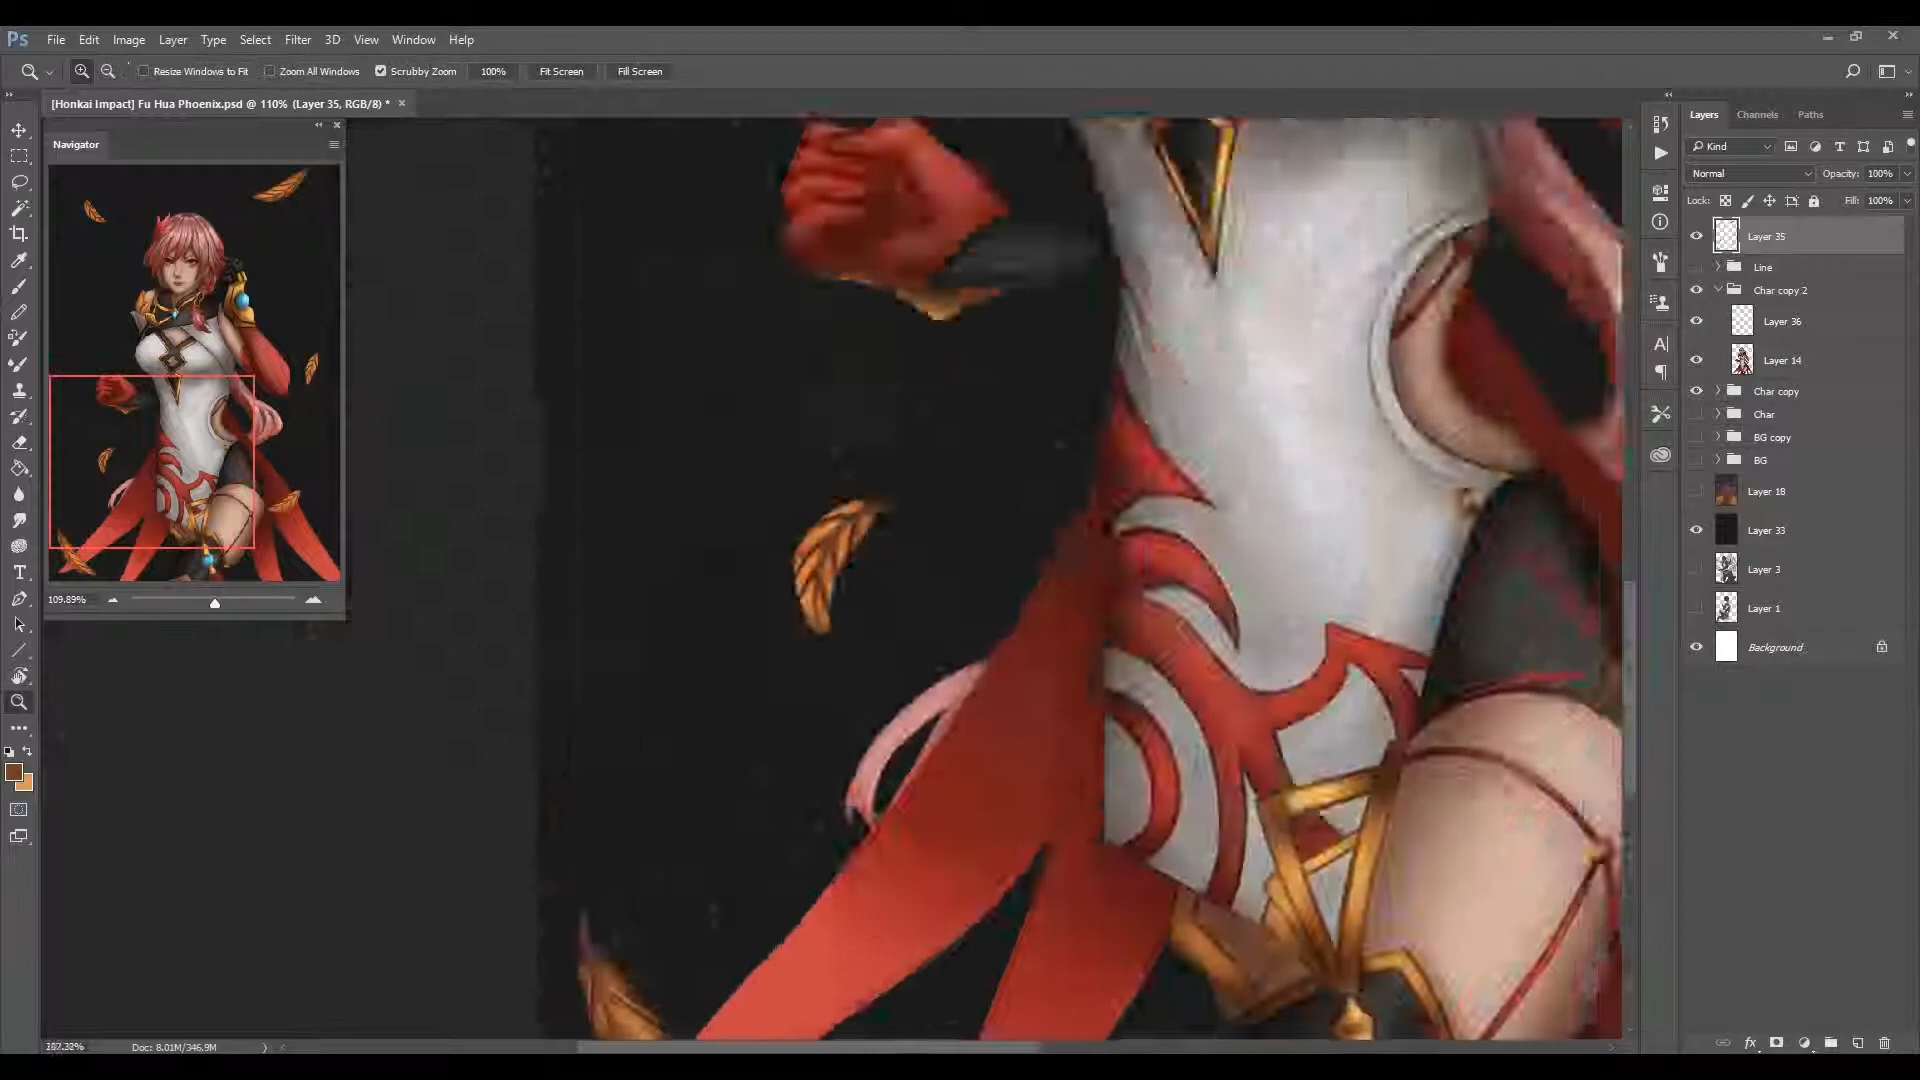 Ps File Edit Image Layer Type Select Filter 3D View Window Help
Resize Windows to Fit Zoom All Windows Scrubby Zoom 100% Fit Screen Fill Screen
[Honkai Impact] Fu Hua Phoenix.psd @ 110% (Layer 35, RGB/8) * ×
Navigator
109.89%
Layers Channels Paths
Kind
Normal Opacity: 100%
Lock: Fill: 100%
Layer 35
Line
Char copy 2
Layer 36
Layer 14
Char copy
Char
BG copy
BG
Layer 18
Layer 33
Layer 3
Layer 1
Background
Doc: 8.01M/346.9M
fx